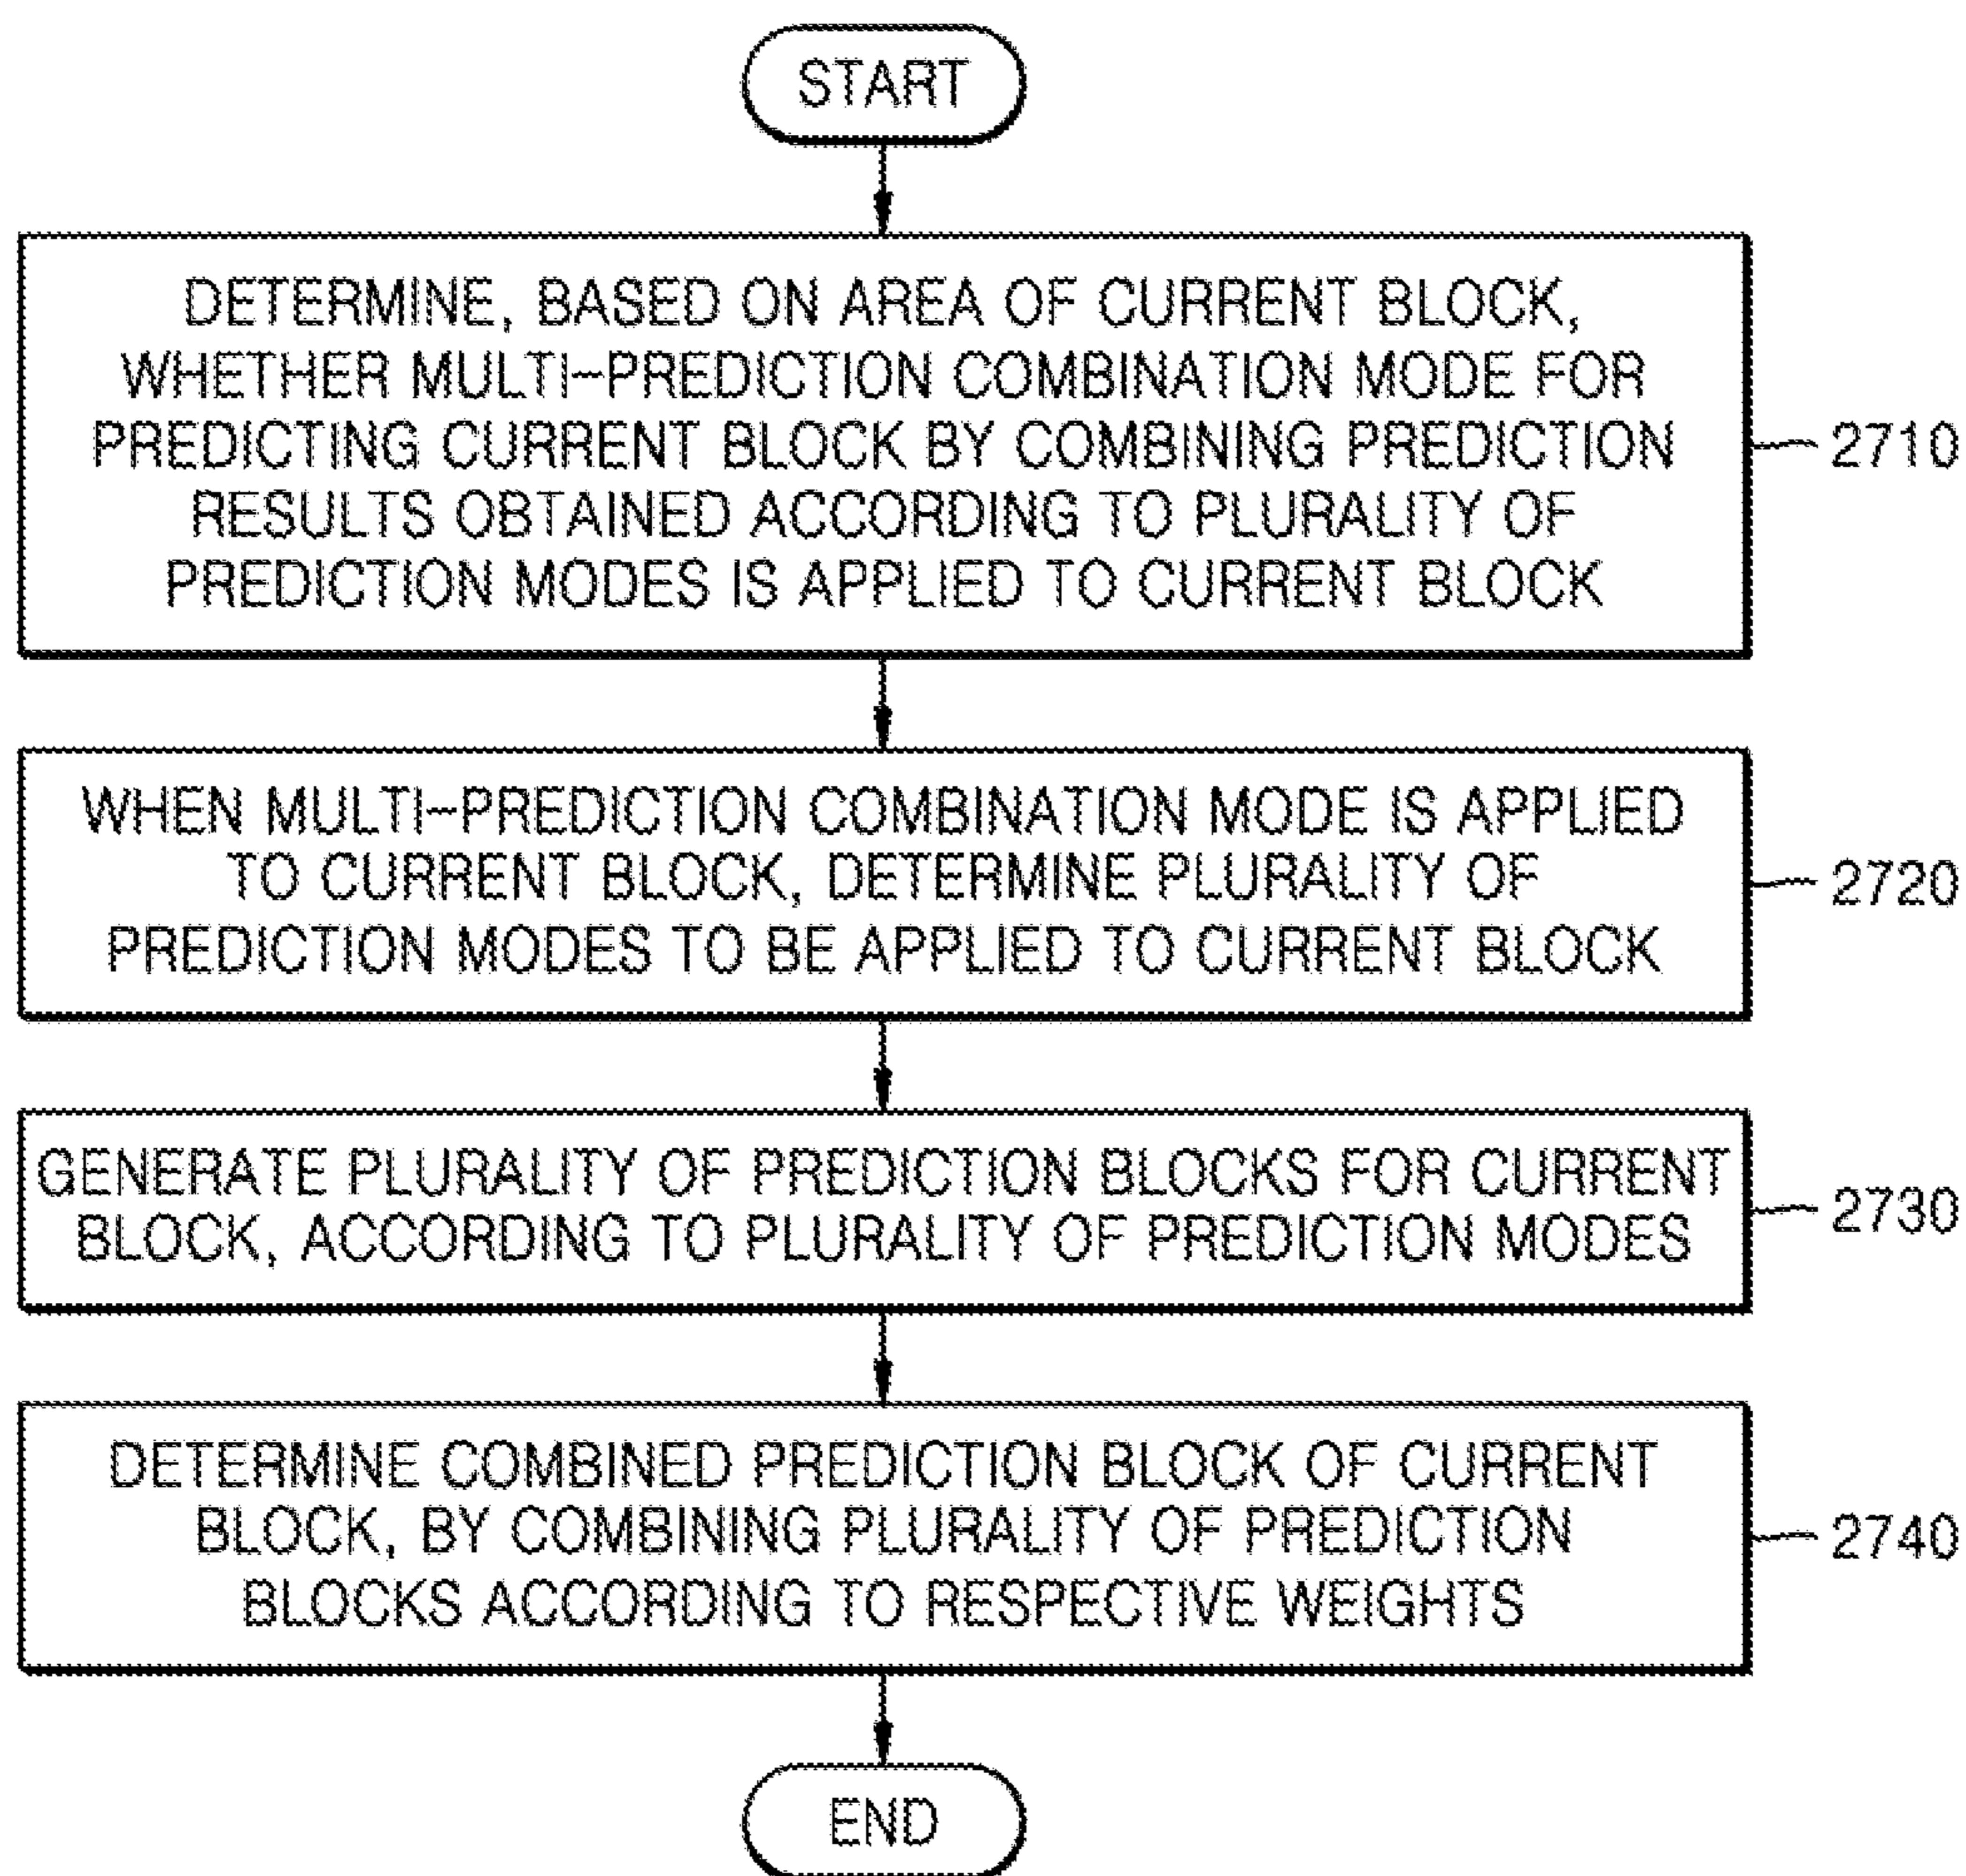 START
DETERMINE, BASED ON AREA OF CURRENT BLOCK,
WHETHER MULTI-PREDICTION COMBINATION MODE FOR
PREDICTING CURRENT BLOCK BY COMBINING PREDICTION
RESULTS OBTAINED ACCORDING TO PLURALITY OF
PREDICTION MODES IS APPLIED TO CURRENT BLOCK
2710
WHEN MULTI-PREDICTION COMBINATION MODE IS APPLIED
TO CURRENT BLOCK, DETERMINE PLURALITY OF
PREDICTION MODES TO BE APPLIED TO CURRENT BLOCK
2720
GENERATE PLURALITY OF PREDICTION BLOCKS FOR CURRENT
BLOCK, ACCORDING TO PLURALITY OF PREDICTION MODES
2730
DETERMINE COMBINED PREDICTION BLOCK OF CURRENT
BLOCK, BY COMBINING PLURALITY OF PREDICTION
BLOCKS ACCORDING TO RESPECTIVE WEIGHTS
2740
END